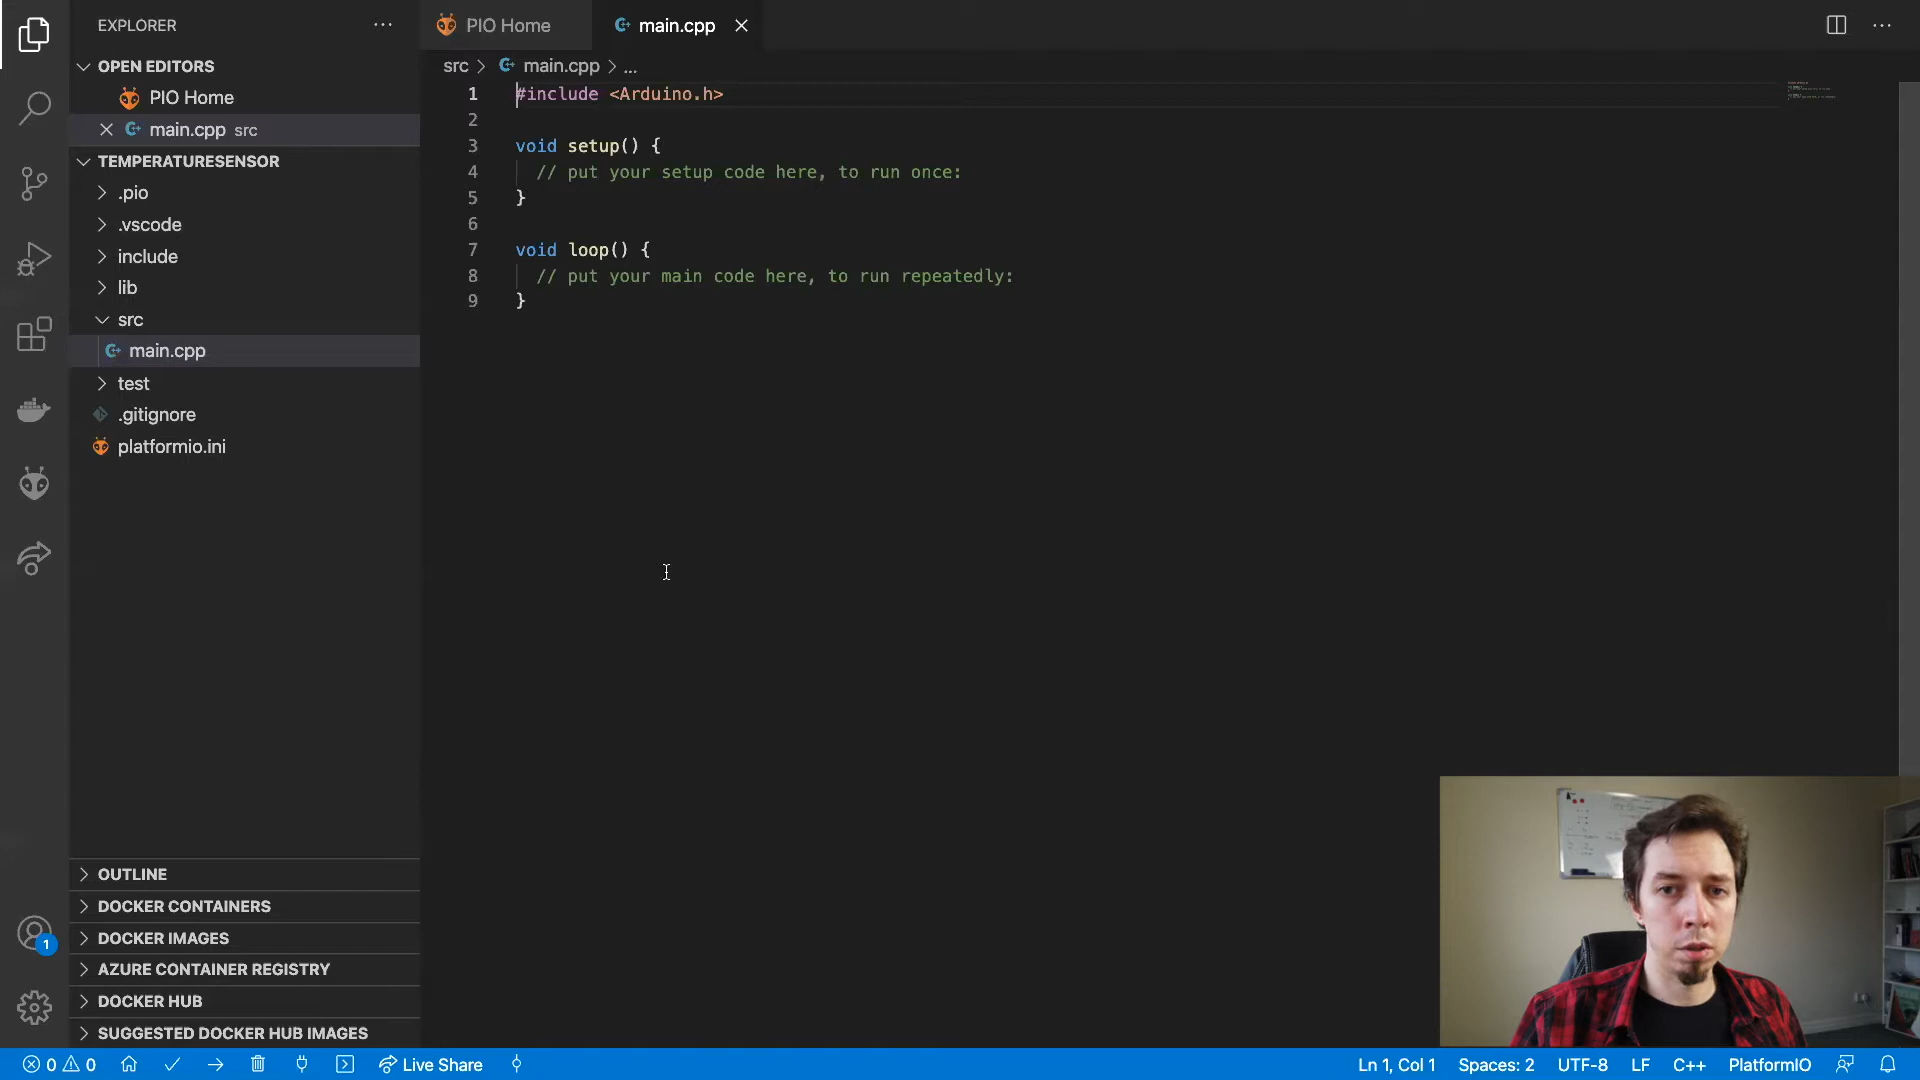 EXPLORER
OPEN EDITORS
PIO Home
main.cpp src
TEMPERATURESENSOR
.pio
.vscode
include
lib
src
main.cpp
test
.gitignore
platformio.ini
OUTLINE
DOCKER CONTAINERS
DOCKER IMAGES
AZURE CONTAINER REGISTRY
DOCKER HUB
SUGGESTED DOCKER HUB IMAGES
1
PIO Home
main.cpp
src > main.cpp > ...
1 #include <Arduino.h>
2
3 void setup() {
4 // put your setup code here, to run once:
5 }
6
7 void loop() {
8 // put your main code here, to run repeatedly:
9 }
0 0 Live Share Ln 1, Col 1 Spaces: 2 UTF-8 LF C++ PlatformIO